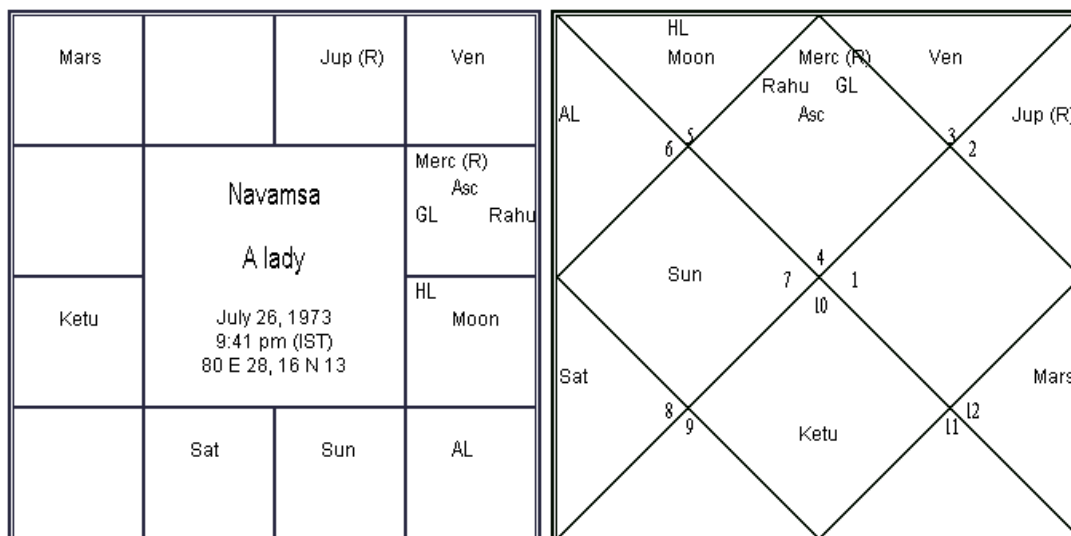 Mars
Jup (R)
Ven
Merc (R)
Asc
GL Rahu
Navamsa
A lady
July 26, 1973
9:41 pm (IST)
80 E 28, 16 N 13
Ketu
HL
Moon
Sat
Sun
AL
HL
Moon
Merc (R)
Ven
Rahu GL
Asc
AL
Jup (R)
5
3
6
2
Sun
4
7
1
10
Sat
Mars
8
12
9
11
Ketu